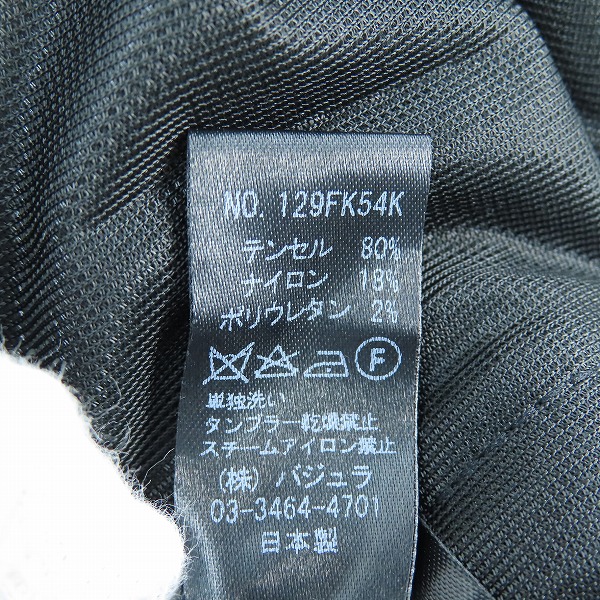 NO. 129FK54K
テンセル 80%
ナイロン 18%
ポリウレタン 2%
F
単独洗い
タンブラー乾燥禁止
スチームアイロン禁止
(株) バジュラ
03-3464-4701
日本製